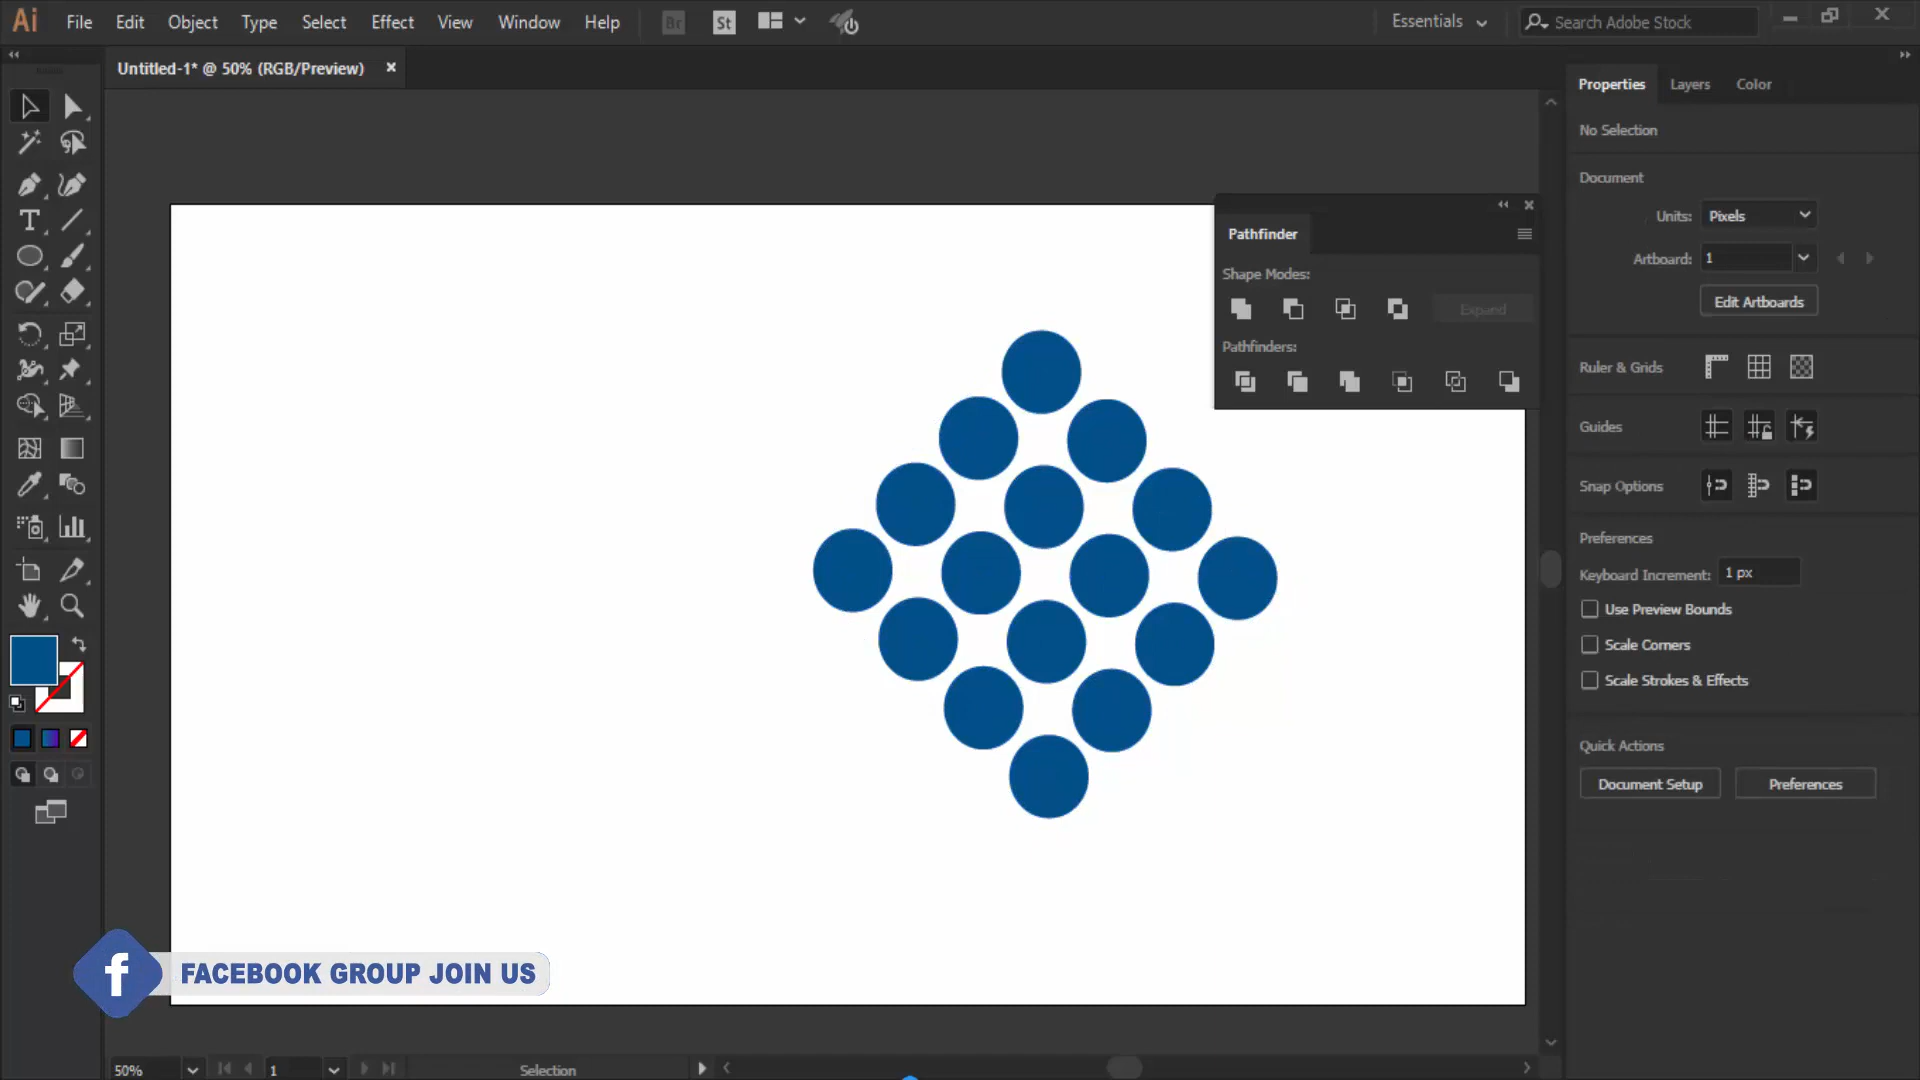 Ai File Edit Object Type Select Effect View Window Help Br St Essentials Search Adobe Stock
Untitled-1* @ 50% (RGB/Preview)
Properties Layers Color
No Selection
Document
Units: Pixels
Artboard: 1
Edit Artboards
Pathfinder
Shape Modes:
Expand
Pathfinders:
Ruler & Grids
Guides
Snap Options
Preferences
Keyboard Increment: 1 px
Use Preview Bounds
Scale Corners
Scale Strokes & Effects
Quick Actions
Document Setup Preferences
f FACEBOOK GROUP JOIN US
50% 1 Selection